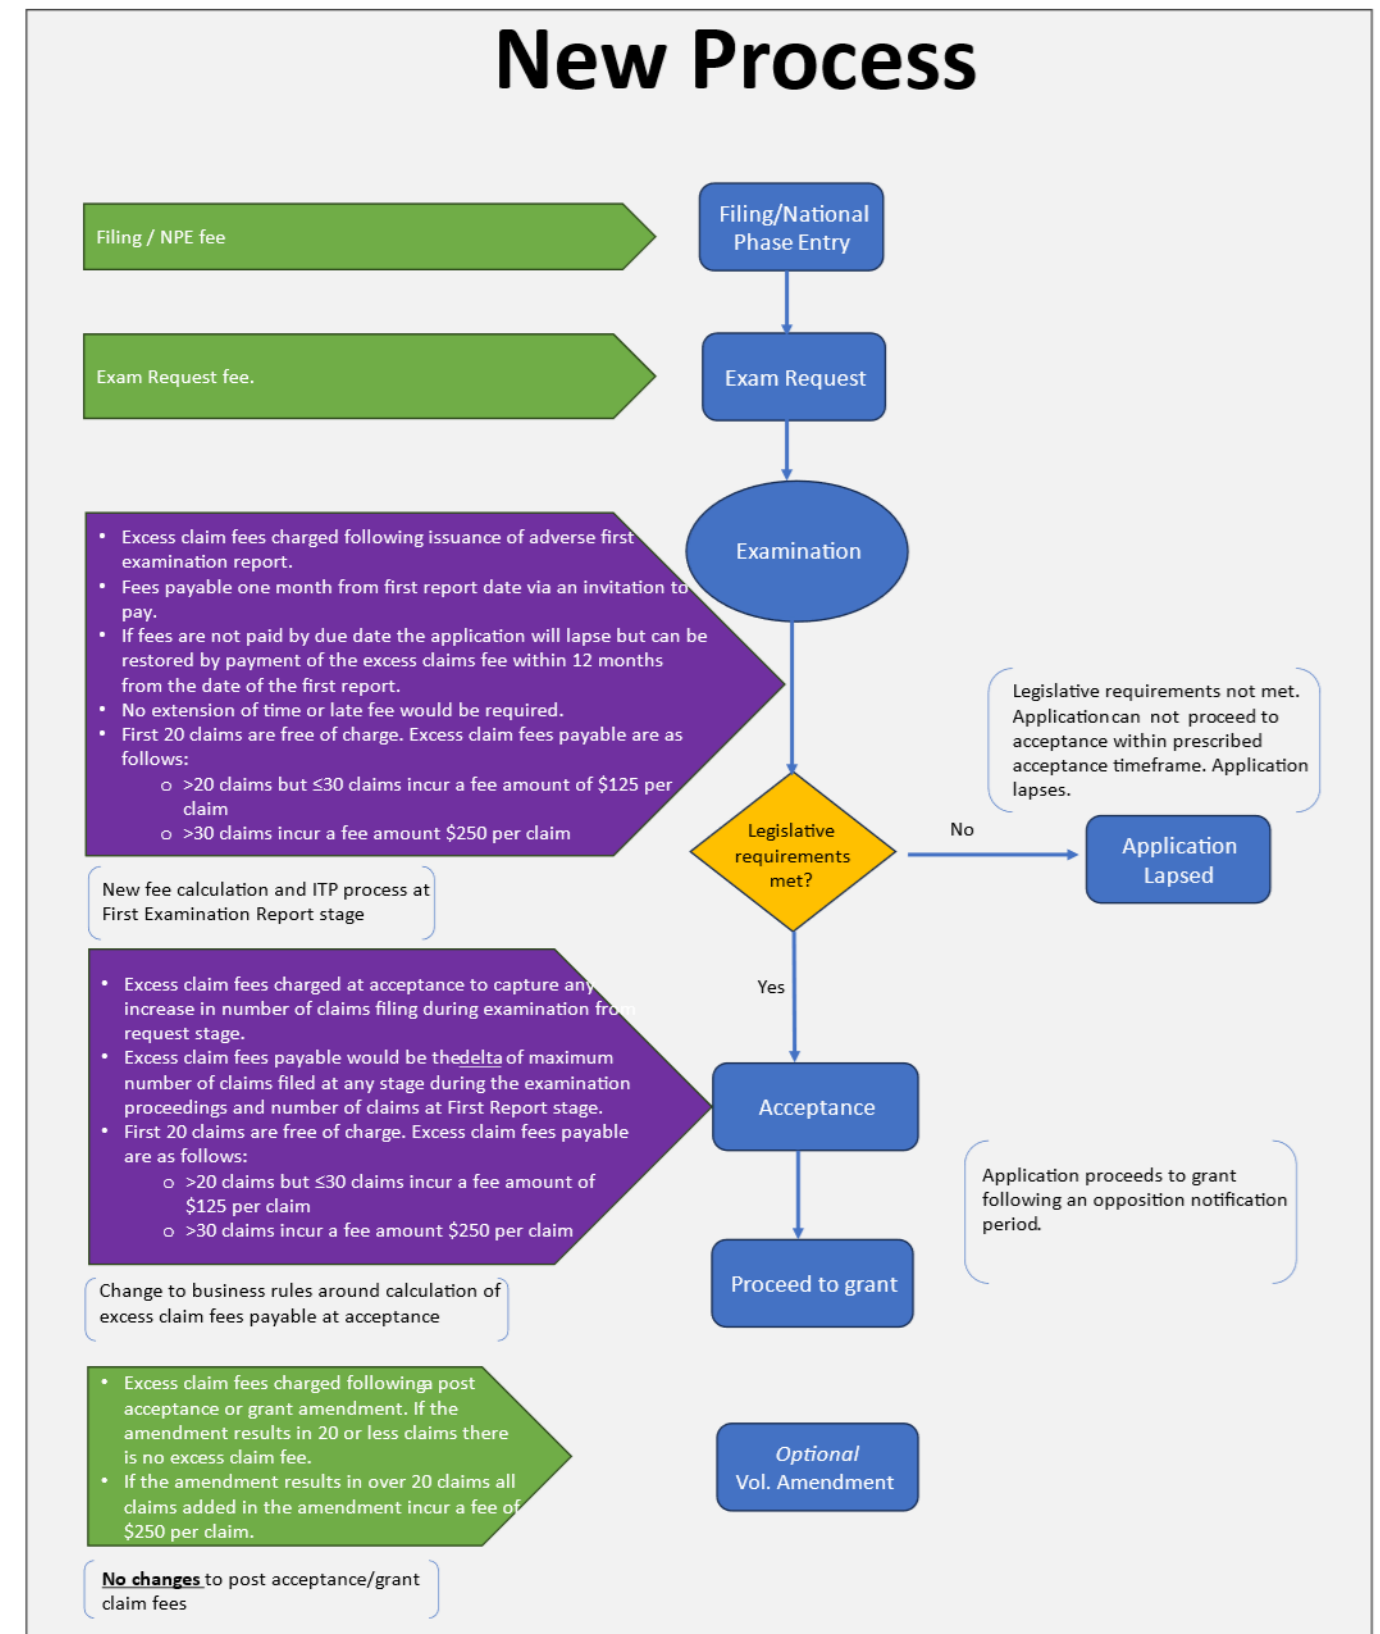 New Process
Filing / NPE fee
Filing/National
Phase Entry
Exam Request fee.
Exam Request
• Excess claim fees charged following issuance of adverse first
examination report.
• Fees payable one month from first report date via an invitation to
pay.
• If fees are not paid by due date the application will lapse but can be
restored by payment of the excess claims fee within 12 months
from the date of the first report.
• No extension of time or late fee would be required.
• First 20 claims are free of charge. Excess claim fees payable are as
follows:
o >20 claims but ≤30 claims incur a fee amount of $125 per
claim
o >30 claims incur a fee amount $250 per claim
Examination
New fee calculation and ITP process at
First Examination Report stage
Legislative
requirements
met?
No
Legislative requirements not met.
Application can not proceed to
acceptance within prescribed
acceptance timeframe. Application
lapses.
Application
Lapsed
Yes
• Excess claim fees charged at acceptance to capture any
increase in number of claims filing during examination from
request stage.
• Excess claim fees payable would be the delta of maximum
number of claims filed at any stage during the examination
proceedings and number of claims at First Report stage.
• First 20 claims are free of charge. Excess claim fees payable
are as follows:
o >20 claims but ≤30 claims incur a fee amount of
$125 per claim
o >30 claims incur a fee amount $250 per claim
Acceptance
Change to business rules around calculation of
excess claim fees payable at acceptance
Application proceeds to grant
following an opposition notification
period.
Proceed to grant
• Excess claim fees charged following a post
acceptance or grant amendment. If the
amendment results in 20 or less claims there
is no excess claim fee.
• If the amendment results in over 20 claims all
claims added in the amendment incur a fee of
$250 per claim.
Optional
Vol. Amendment
No changes to post acceptance/grant
claim fees